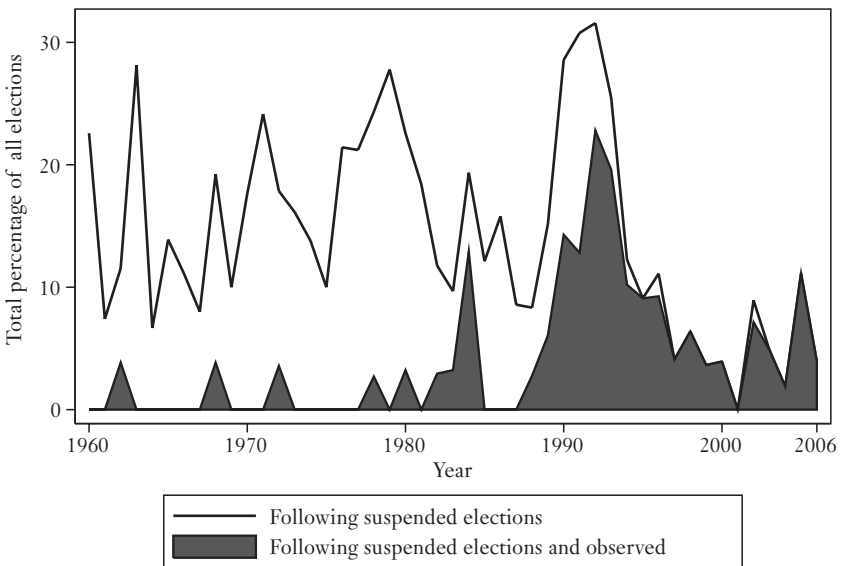 Total percentage of all elections
30
20
10
0
1960 1970 1980 1990 2000 2006
Year
Following suspended elections
Following suspended elections and observed